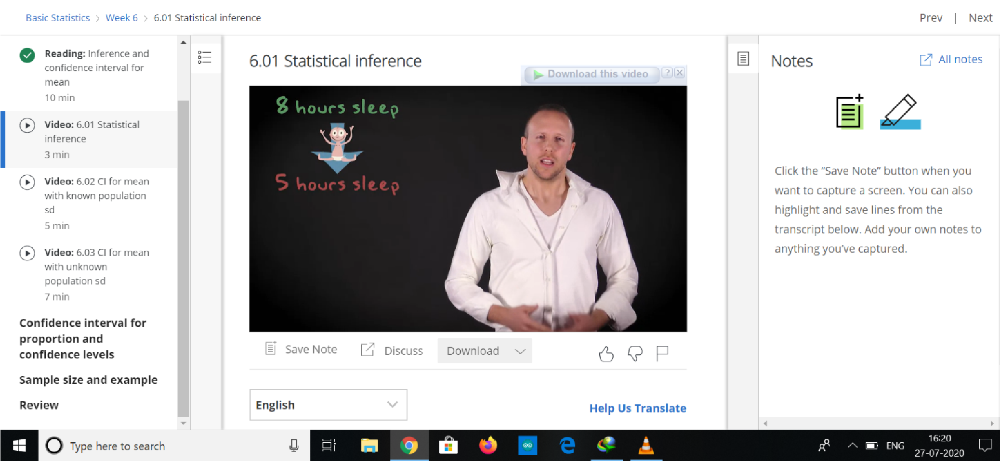 Basic Statistics > Week 6 > 6.01 Statistical inference
Prev | Next
Reading: Inference and
confidence interval for
mean
10 min
Video: 6.01 Statistical
inference
3 min
Video: 6.02 CI for mean
with known population
sd
5 min
Video: 6.03 CI for mean
with unknown
population sd
7 min
Confidence interval for
proportion and
confidence levels
Sample size and example
Review
6.01 Statistical inference
Download this video ? X
8 hours sleep
5 hours sleep
Save Note
Discuss
Download
English
Help Us Translate
Notes
All notes
Click the “Save Note” button when you
want to capture a screen. You can also
highlight and save lines from the
transcript below. Add your own notes to
anything you’ve captured.
Type here to search
ENG
16:20
27-07-2020